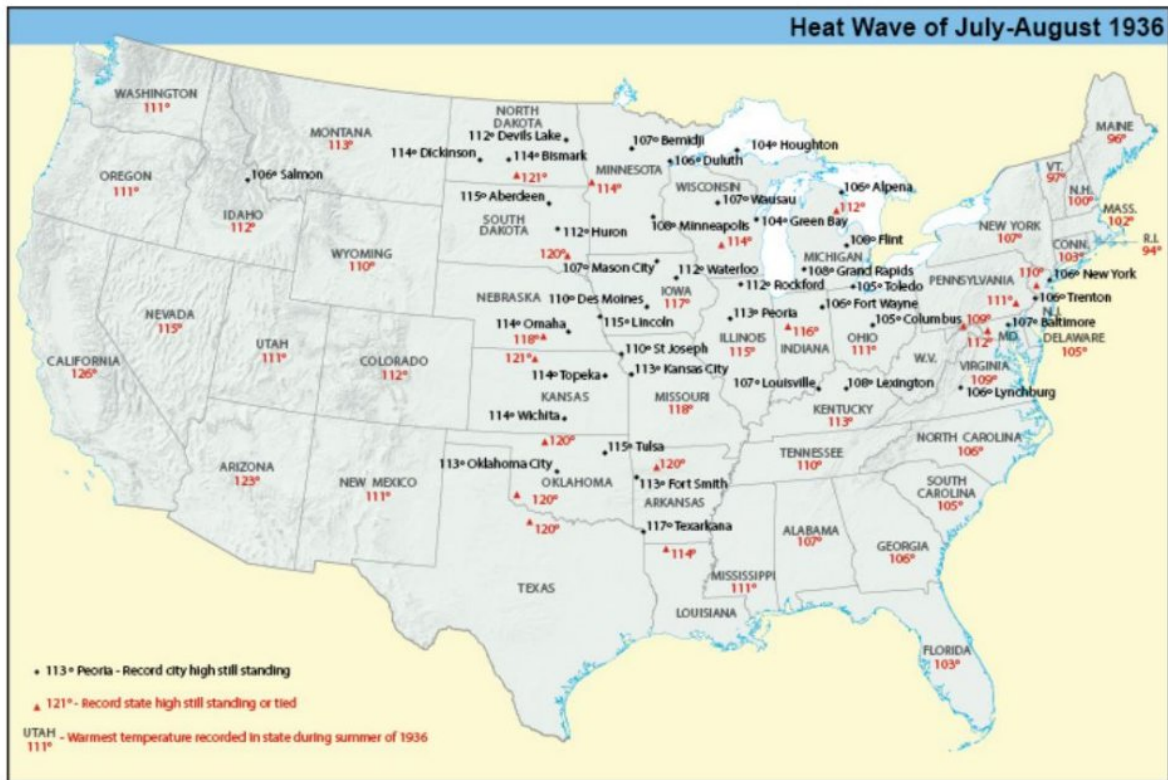 Heat Wave of July-August 1936
WASHINGTON
111°
MONTANA
113°
NORTH
DAKOTA
112° Devils Lake
114° Dickinson
114° Bismark
121°
107° Bemidji
104° Houghton
106° Duluth
MINNESOTA
114°
MAINE
96°
VT.
97°
N.H.
100°
MASS.
102°
R.I.
94°
CONN.
103°
NEW YORK
107°
OREGON
111°
106° Salmon
IDAHO
112°
115° Aberdeen
SOUTH
DAKOTA
112° Huron
120°
WISCONSIN
107° Wausau
108° Minneapolis
104° Green Bay
114°
106° Alpena
112°
108° Flint
MICHIGAN
108° Grand Rapids
WYOMING
110°
107° Mason City
112° Waterloo
112° Rockford
105° Toledo
PENNSYLVANIA
110°
106° New York
111°
106° Trenton
N.J.
NEBRASKA
IOWA
117°
110° Des Moines
106° Fort Wayne
105° Columbus
109°
107° Baltimore
112°
MD.
DELAWARE
105°
NEVADA
115°
114° Omaha
115° Lincoln
118°
113° Peoria
ILLINOIS
115°
116°
INDIANA
OHIO
111°
W.V.
VIRGINIA
109°
106° Lynchburg
CALIFORNIA
126°
UTAH
111°
COLORADO
112°
121°
110° St Joseph
113° Kansas City
114° Topeka
KANSAS
114° Wichita
MISSOURI
118°
107° Louisville
108° Lexington
KENTUCKY
113°
ARIZONA
123°
NEW MEXICO
111°
120°
115° Tulsa
113° Oklahoma City
OKLAHOMA
120°
120°
113° Fort Smith
ARKANSAS
TENNESSEE
110°
NORTH CAROLINA
106°
SOUTH
CAROLINA
105°
120°
117° Texarkana
114°
TEXAS
LOUISIANA
MISSISSIPPI
111°
ALABAMA
107°
GEORGIA
106°
FLORIDA
103°
113° Peoria - Record city high still standing
121° - Record state high still standing or tied
UTAH - Warmest temperature recorded in state during summer of 1936
111°